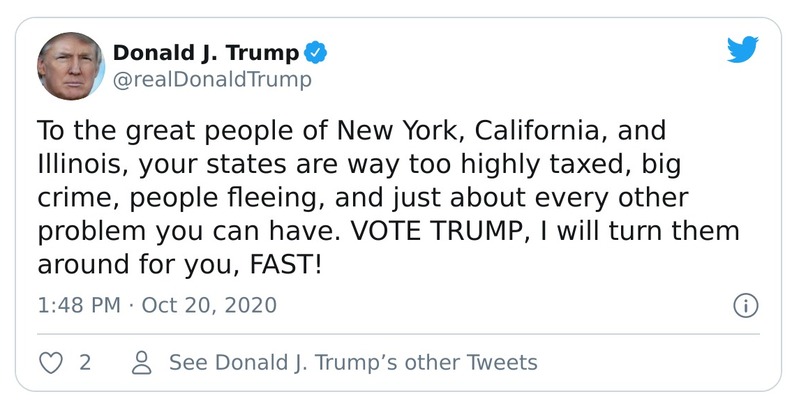 Donald J. Trump
@realDonaldTrump
To the great people of New York, California, and
Illinois, your states are way too highly taxed, big
crime, people fleeing, and just about every other
problem you can have. VOTE TRUMP, I will turn them
around for you, FAST!
1:48 PM · Oct 20, 2020
2
See Donald J. Trump’s other Tweets